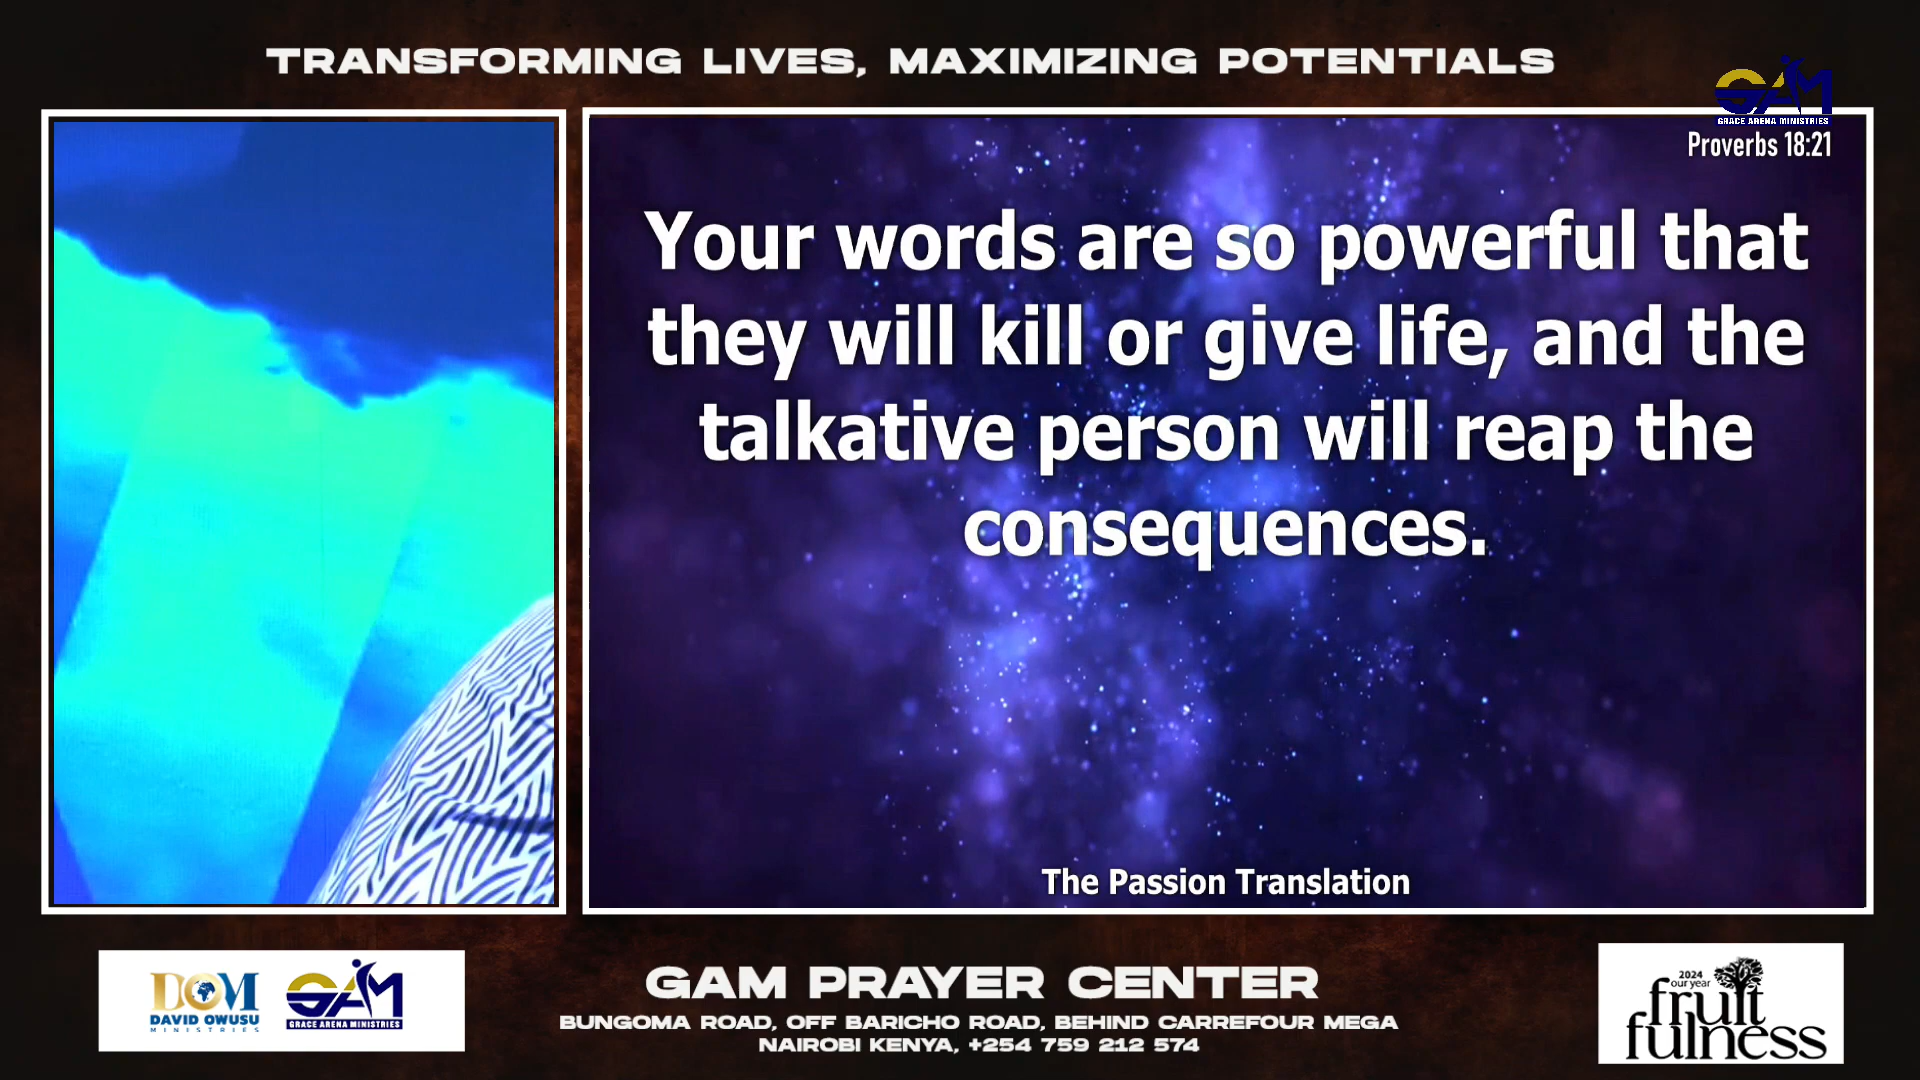 TRANSFORMING LIVES, MAXIMIZING POTENTIALS
GAM
GRACE ARENA MINISTRIES
Proverbs 18:21
Your words are so powerful that
they will kill or give life, and the
talkative person will reap the
consequences.
The Passion Translation
DOM
DAVID OWUSU
MINISTRIES
GAM
GRACE ARENA MINISTRIES
GAM PRAYER CENTER
BUNGOMA ROAD, OFF BARICHO ROAD, BEHIND CARREFOUR MEGA
NAIROBI KENYA, +254 759 212 574
2024
our year
fruit
fulness